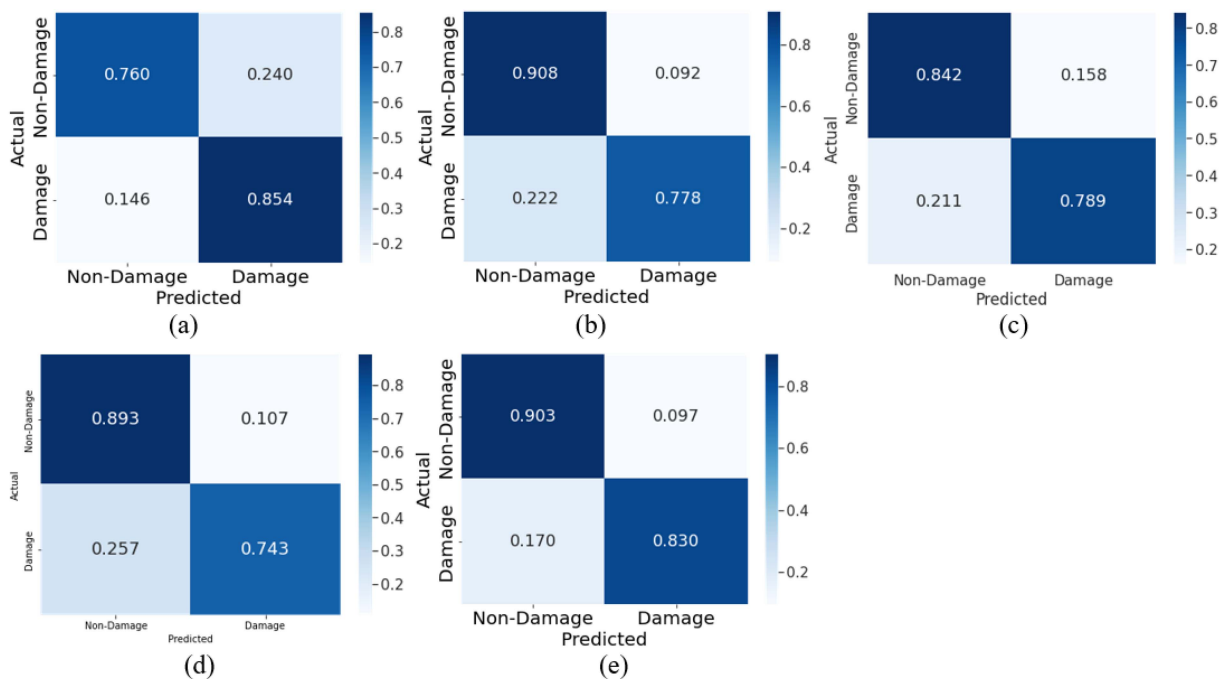 Actual
Non-Damage
Damage
0.760 0.240
0.146 0.854
Non-Damage Damage
Predicted
0.8
0.7
0.6
0.5
0.4
0.3
0.2
(a)
Actual
Non-Damage
Damage
0.908 0.092
0.222 0.778
Non-Damage Damage
Predicted
0.8
0.6
0.4
0.2
(b)
Actual
Non-Damage
Damage
0.842 0.158
0.211 0.789
Non-Damage Damage
Predicted
0.8
0.7
0.6
0.5
0.4
0.3
0.2
(c)
Actual
Non-Damage
Damage
0.893 0.107
0.257 0.743
Non-Damage Damage
Predicted
0.8
0.7
0.6
0.5
0.4
0.3
0.2
(d)
Actual
Non-Damage
Damage
0.903 0.097
0.170 0.830
Non-Damage Damage
Predicted
0.8
0.6
0.4
0.2
(e)